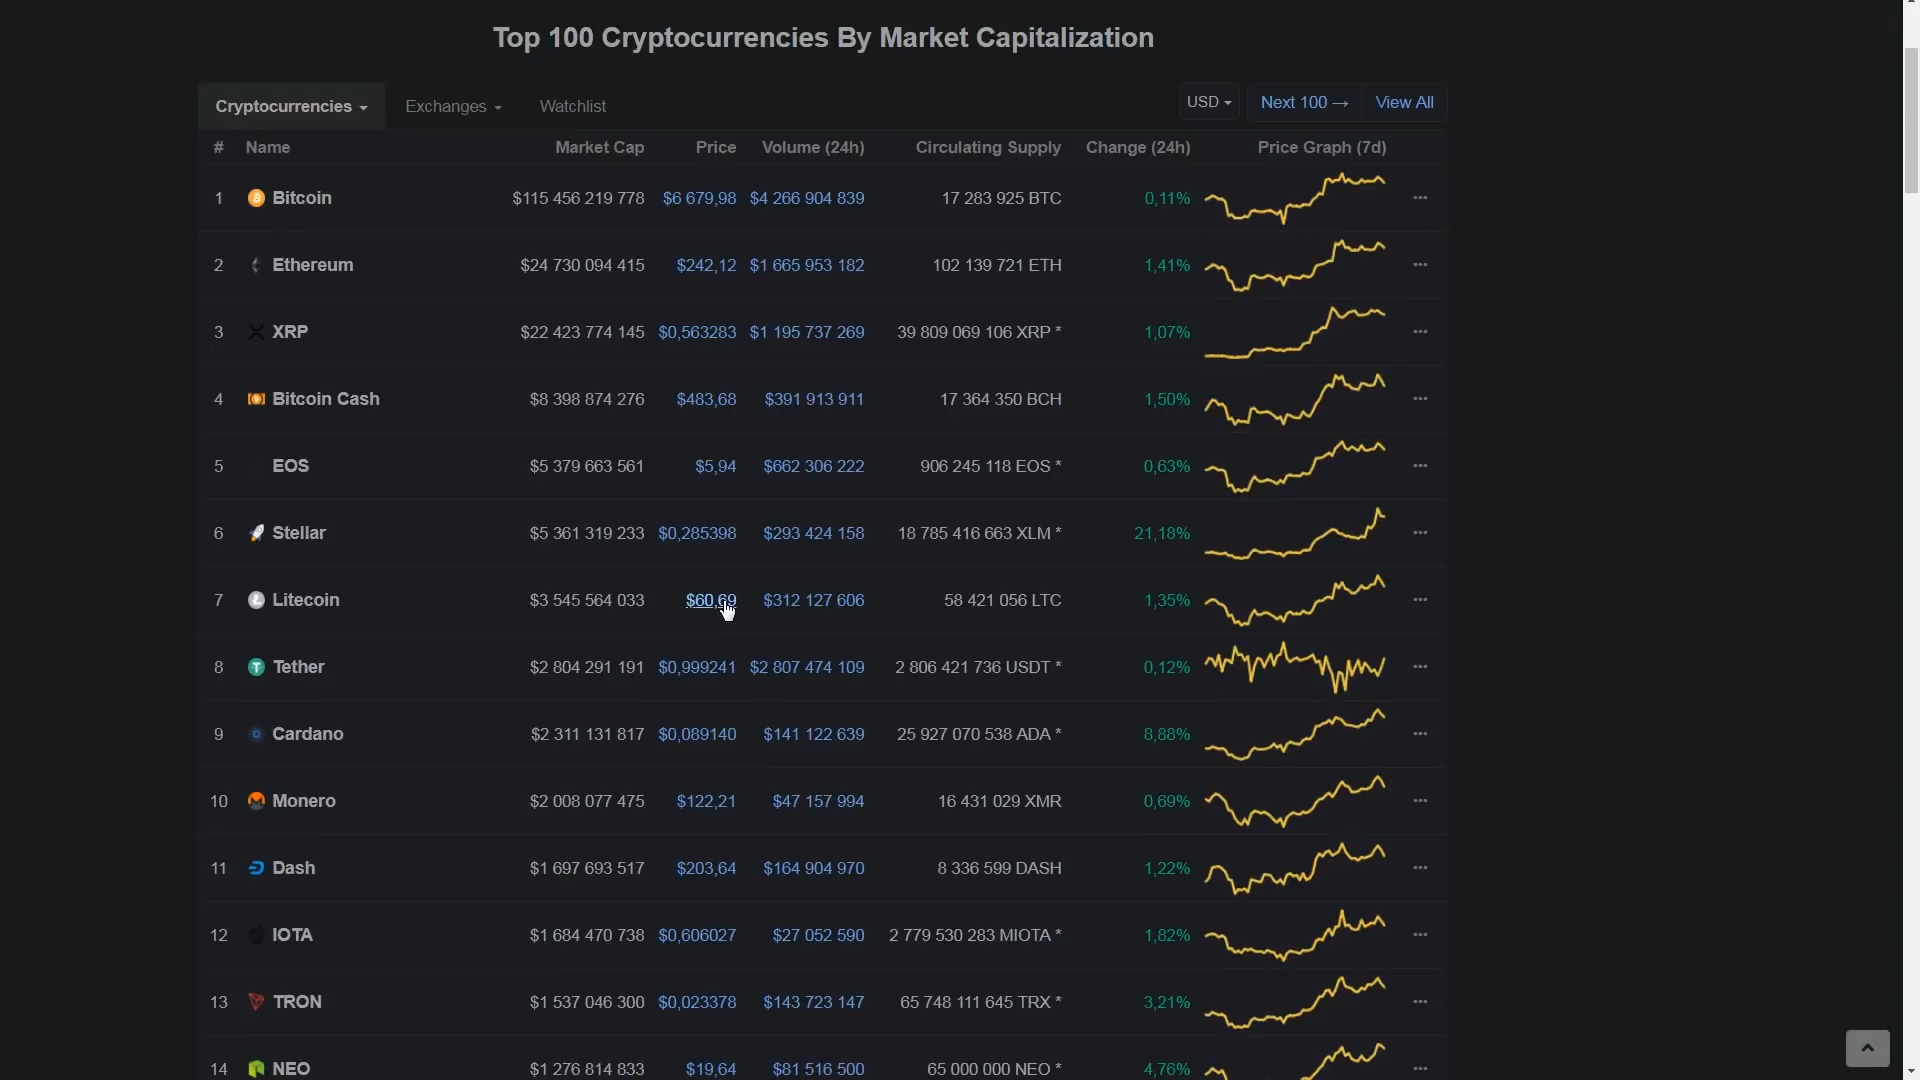 Top 100 Cryptocurrencies By Market Capitalization
Cryptocurrencies Exchanges Watchlist USD Next 100 → View All
# Name Market Cap Price Volume (24h) Circulating Supply Change (24h) Price Graph (7d)
1 Bitcoin $115 456 219 778 $6 679,98 $4 266 904 839 17 283 925 BTC 0,11%
2 Ethereum $24 730 094 415 $242,12 $1 665 953 182 102 139 721 ETH 1,41%
3 XRP $22 423 774 145 $0,563283 $1 195 737 269 39 809 069 106 XRP * 1,07%
4 Bitcoin Cash $8 398 874 276 $483,68 $391 913 911 17 364 350 BCH 1,50%
5 EOS $5 379 663 561 $5,94 $662 306 222 906 245 118 EOS * 0,63%
6 Stellar $5 361 319 233 $0,285398 $293 424 158 18 785 416 663 XLM * 21,18%
7 Litecoin $3 545 564 033 $60,69 $312 127 606 58 421 056 LTC 1,35%
8 Tether $2 804 291 191 $0,999241 $2 807 474 109 2 806 421 736 USDT * 0,12%
9 Cardano $2 311 131 817 $0,089140 $141 122 639 25 927 070 538 ADA * 8,88%
10 Monero $2 008 077 475 $122,21 $47 157 994 16 431 029 XMR 0,69%
11 Dash $1 697 693 517 $203,64 $164 904 970 8 336 599 DASH 1,22%
12 IOTA $1 684 470 738 $0,606027 $27 052 590 2 779 530 283 MIOTA * 1,82%
13 TRON $1 537 046 300 $0,023378 $143 723 147 65 748 111 645 TRX * 3,21%
14 NEO $1 276 814 833 $19,64 $81 516 500 65 000 000 NEO * 4,76%